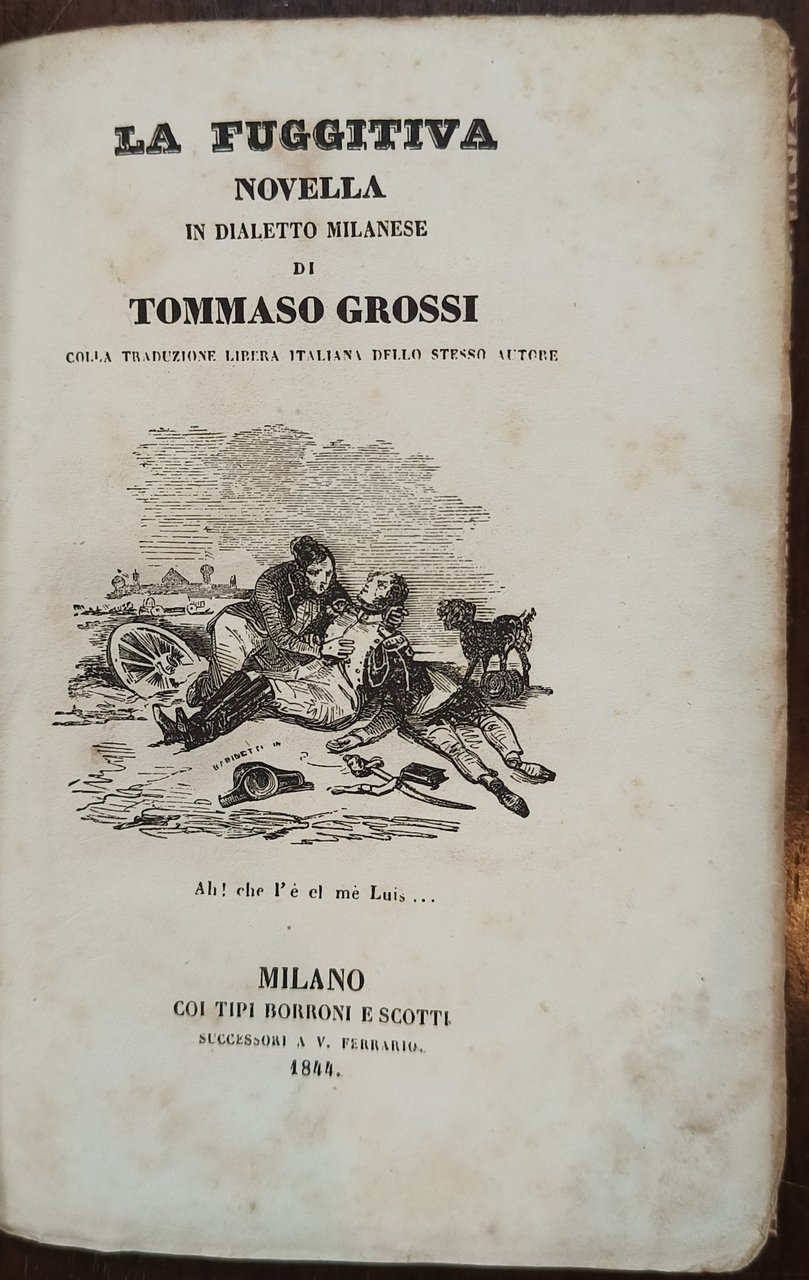 LA FUGGITIVA
NOVELLA
IN DIALETTO MILANESE
DI
TOMMASO GROSSI
COLLA TRADUZIONE LIBERA ITALIANA DELLO STESSO AUTORE
Ah! che l'è el mè Luis...
MILANO
COI TIPI BORRONI E SCOTTI
SUCCESSORI A V. FERRARIO.
1844.